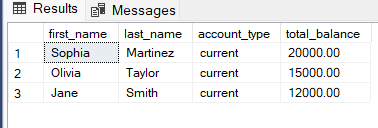 Results Messages
first_name last_name account_type total_balance
1 Sophia Martinez current 20000.00
2 Olivia Taylor current 15000.00
3 Jane Smith current 12000.00